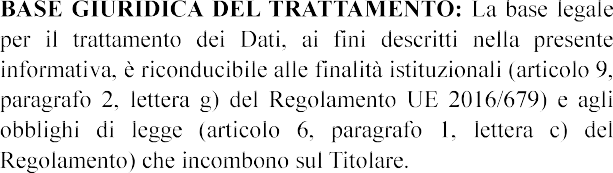 BASE GIURIDICA DEL TRATTAMENTO: La base legale
per il trattamento dei Dati, ai fini descritti nella presente
informativa, è riconducibile alle finalità istituzionali (articolo 9,
paragrafo 2, lettera g) del Regolamento UE 2016/679) e agli
obblighi di legge (articolo 6, paragrafo 1, lettera c) del
Regolamento) che incombono sul Titolare.